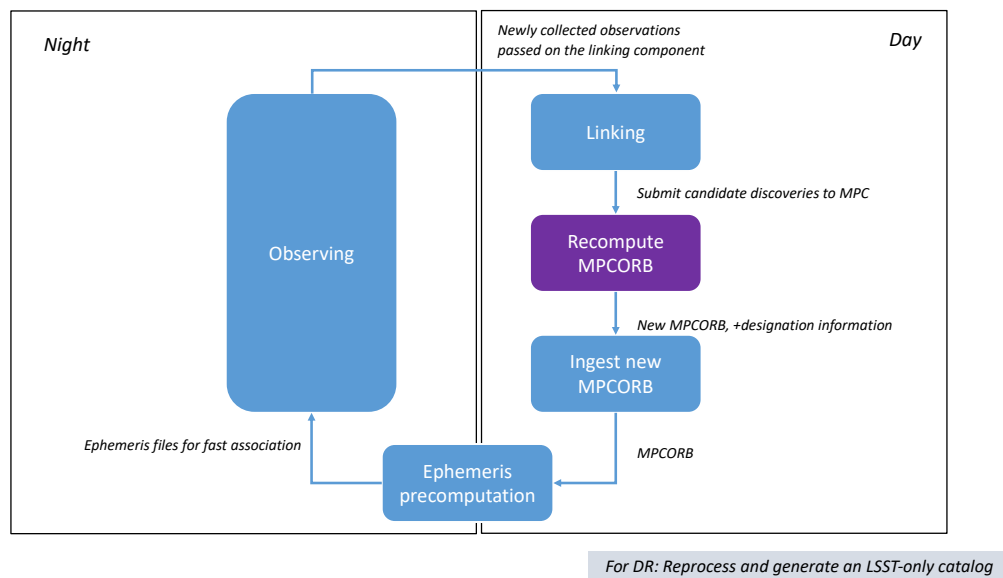 Night
Newly collected observations
passed on the linking component
Day
Linking
Submit candidate discoveries to MPC
Observing
Recompute
MPCORB
New MPCORB, +designation information
Ingest new
MPCORB
Ephemeris files for fast association
MPCORB
Ephemeris
precomputation
For DR: Reprocess and generate an LSST-only catalog